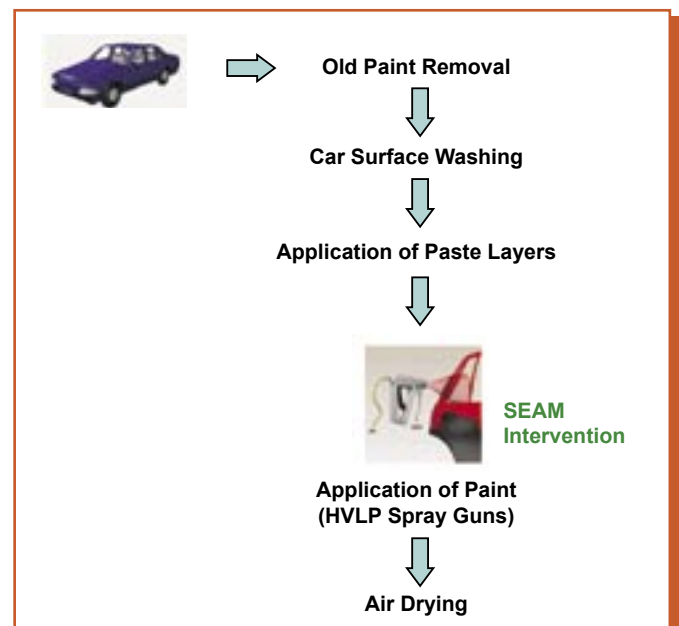 Old Paint Removal
Car Surface Washing
Application of Paste Layers
SEAM
Intervention
Application of Paint
(HVLP Spray Guns)
Air Drying